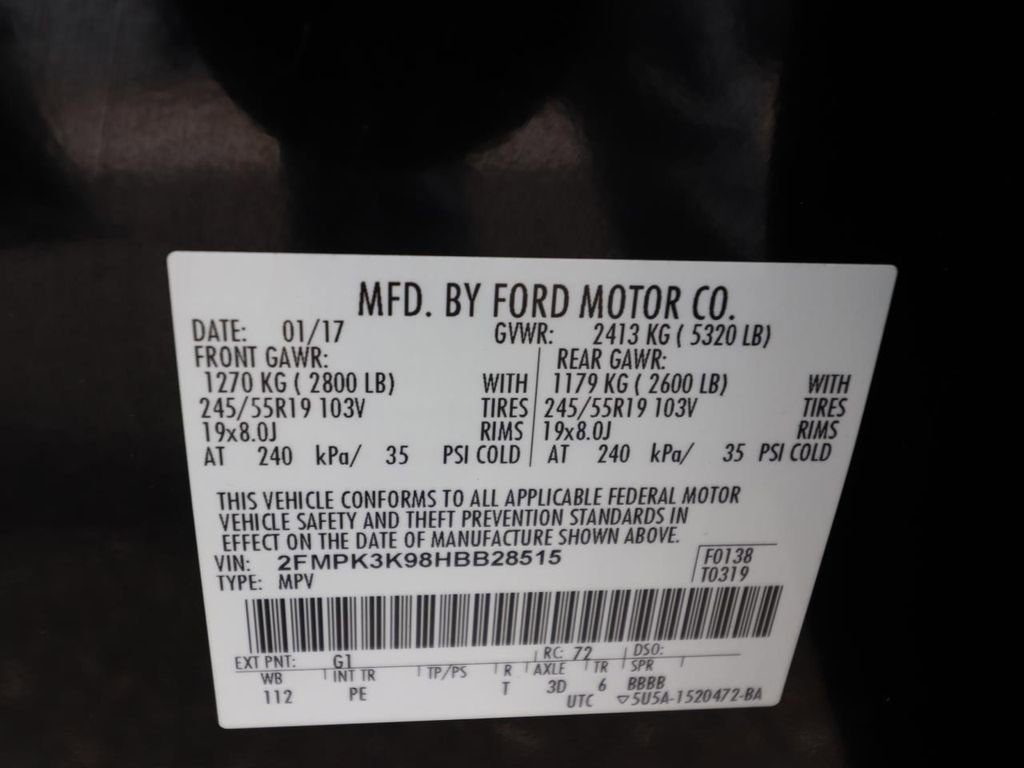 MFD. BY FORD MOTOR CO.
DATE: 01/17 GVWR: 2413 KG ( 5320 LB)
FRONT GAWR: REAR GAWR:
1270 KG ( 2800 LB) WITH 1179 KG ( 2600 LB) WITH
245/55R19 103V TIRES 245/55R19 103V TIRES
19x8.0J RIMS 19x8.0J RIMS
AT 240 kPa/ 35 PSI COLD AT 240 kPa/ 35 PSI COLD
THIS VEHICLE CONFORMS TO ALL APPLICABLE FEDERAL MOTOR
VEHICLE SAFETY AND THEFT PREVENTION STANDARDS IN
EFFECT ON THE DATE OF MANUFACTURE SHOWN ABOVE.
VIN: 2FMPK3K98HBB28515 F0138
TYPE: MPV T0319
EXT PNT: G1 RC: 72 DSO:
WB INT TR TP/PS R AXLE TR SPR
112 PE T 3D 6 BBBB
UTC ▽5U5A-1520472-BA